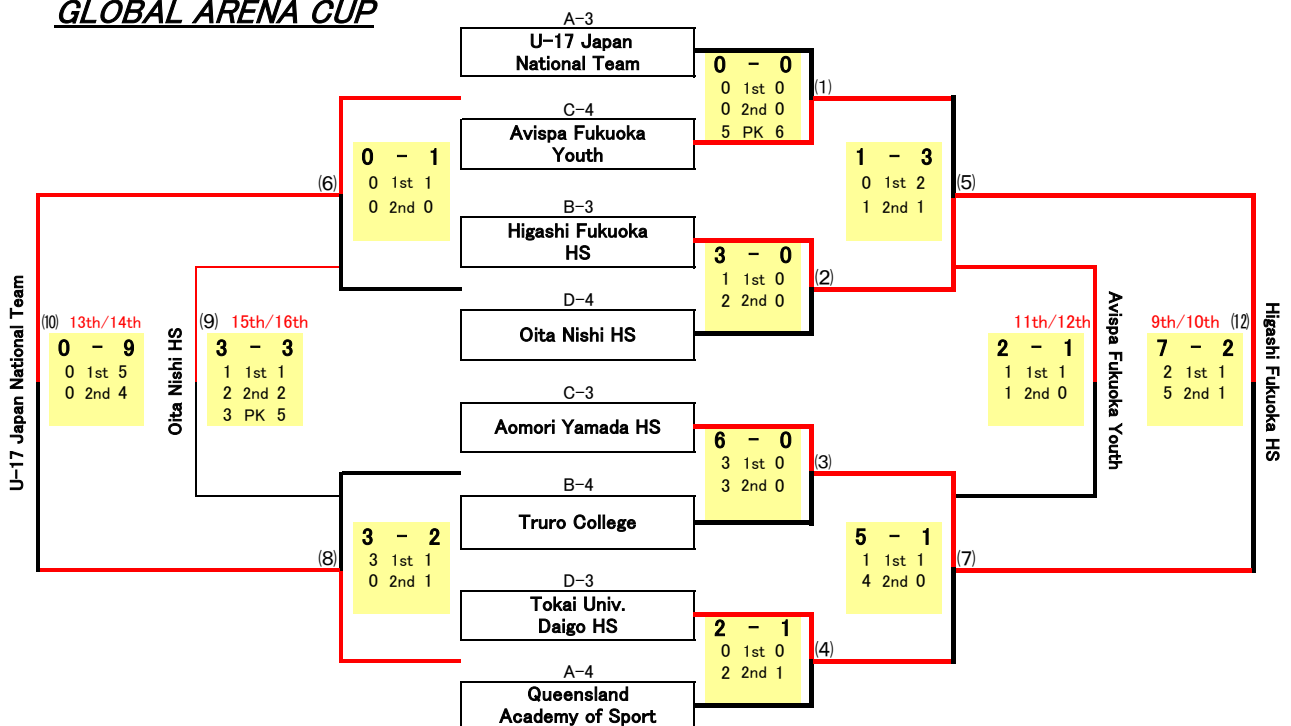 GLOBAL ARENA CUP
A-3
U-17 Japan
National Team
0 - 0
0 1st 0
0 2nd 0
5 PK 6
(1)
C-4
Avispa Fukuoka
Youth
0 - 1
0 1st 1
0 2nd 0
(6)
1 - 3
0 1st 2
1 2nd 1
(5)
B-3
Higashi Fukuoka
HS
3 - 0
1 1st 0
2 2nd 0
(2)
D-4
Oita Nishi HS
U-17 Japan National Team
(10) 13th/14th
0 - 9
0 1st 5
0 2nd 4
Oita Nishi HS
(9) 15th/16th
3 - 3
1 1st 1
2 2nd 2
3 PK 5
11th/12th
2 - 1
1 1st 1
1 2nd 0
Avispa Fukuoka Youth
9th/10th (12)
7 - 2
2 1st 1
5 2nd 1
Higashi Fukuoka HS
C-3
Aomori Yamada HS
6 - 0
3 1st 0
3 2nd 0
(3)
B-4
Truro College
3 - 2
3 1st 1
0 2nd 1
(8)
5 - 1
1 1st 1
4 2nd 0
(7)
D-3
Tokai Univ.
Daigo HS
2 - 1
0 1st 0
2 2nd 1
(4)
A-4
Queensland
Academy of Sport